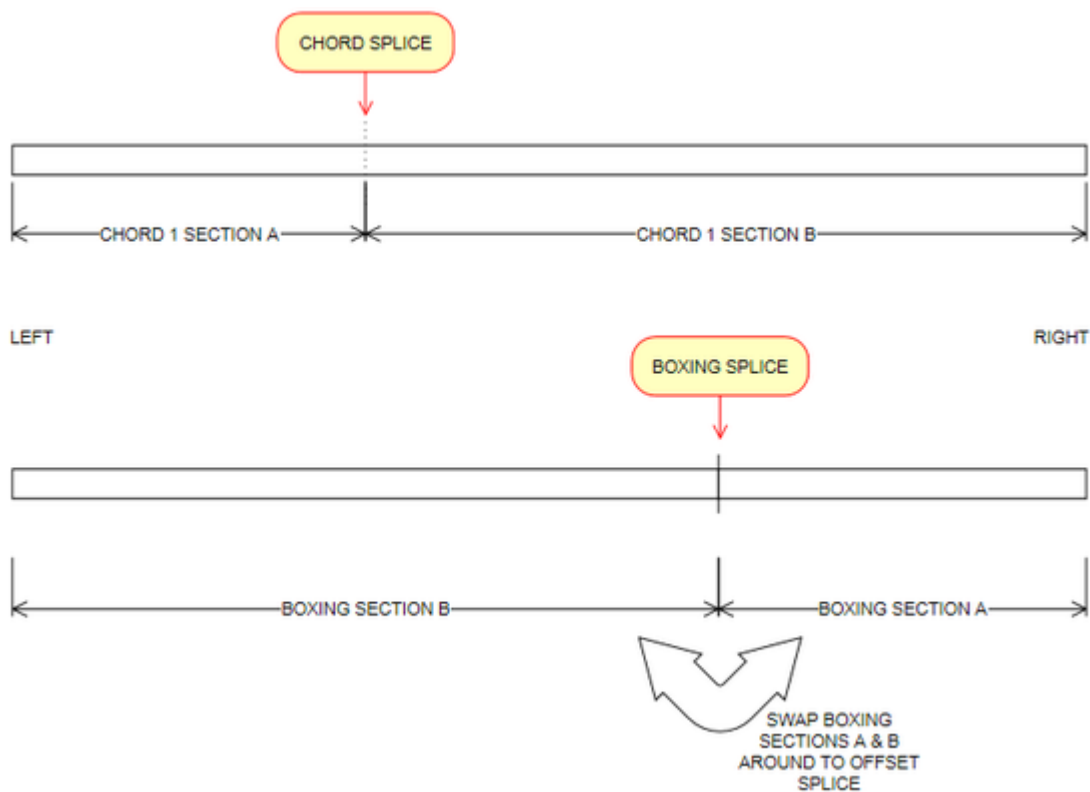 CHORD SPLICE
CHORD 1 SECTION A
CHORD 1 SECTION B
LEFT
RIGHT
BOXING SPLICE
BOXING SECTION B
BOXING SECTION A
SWAP BOXING
SECTIONS A & B
AROUND TO OFFSET
SPLICE